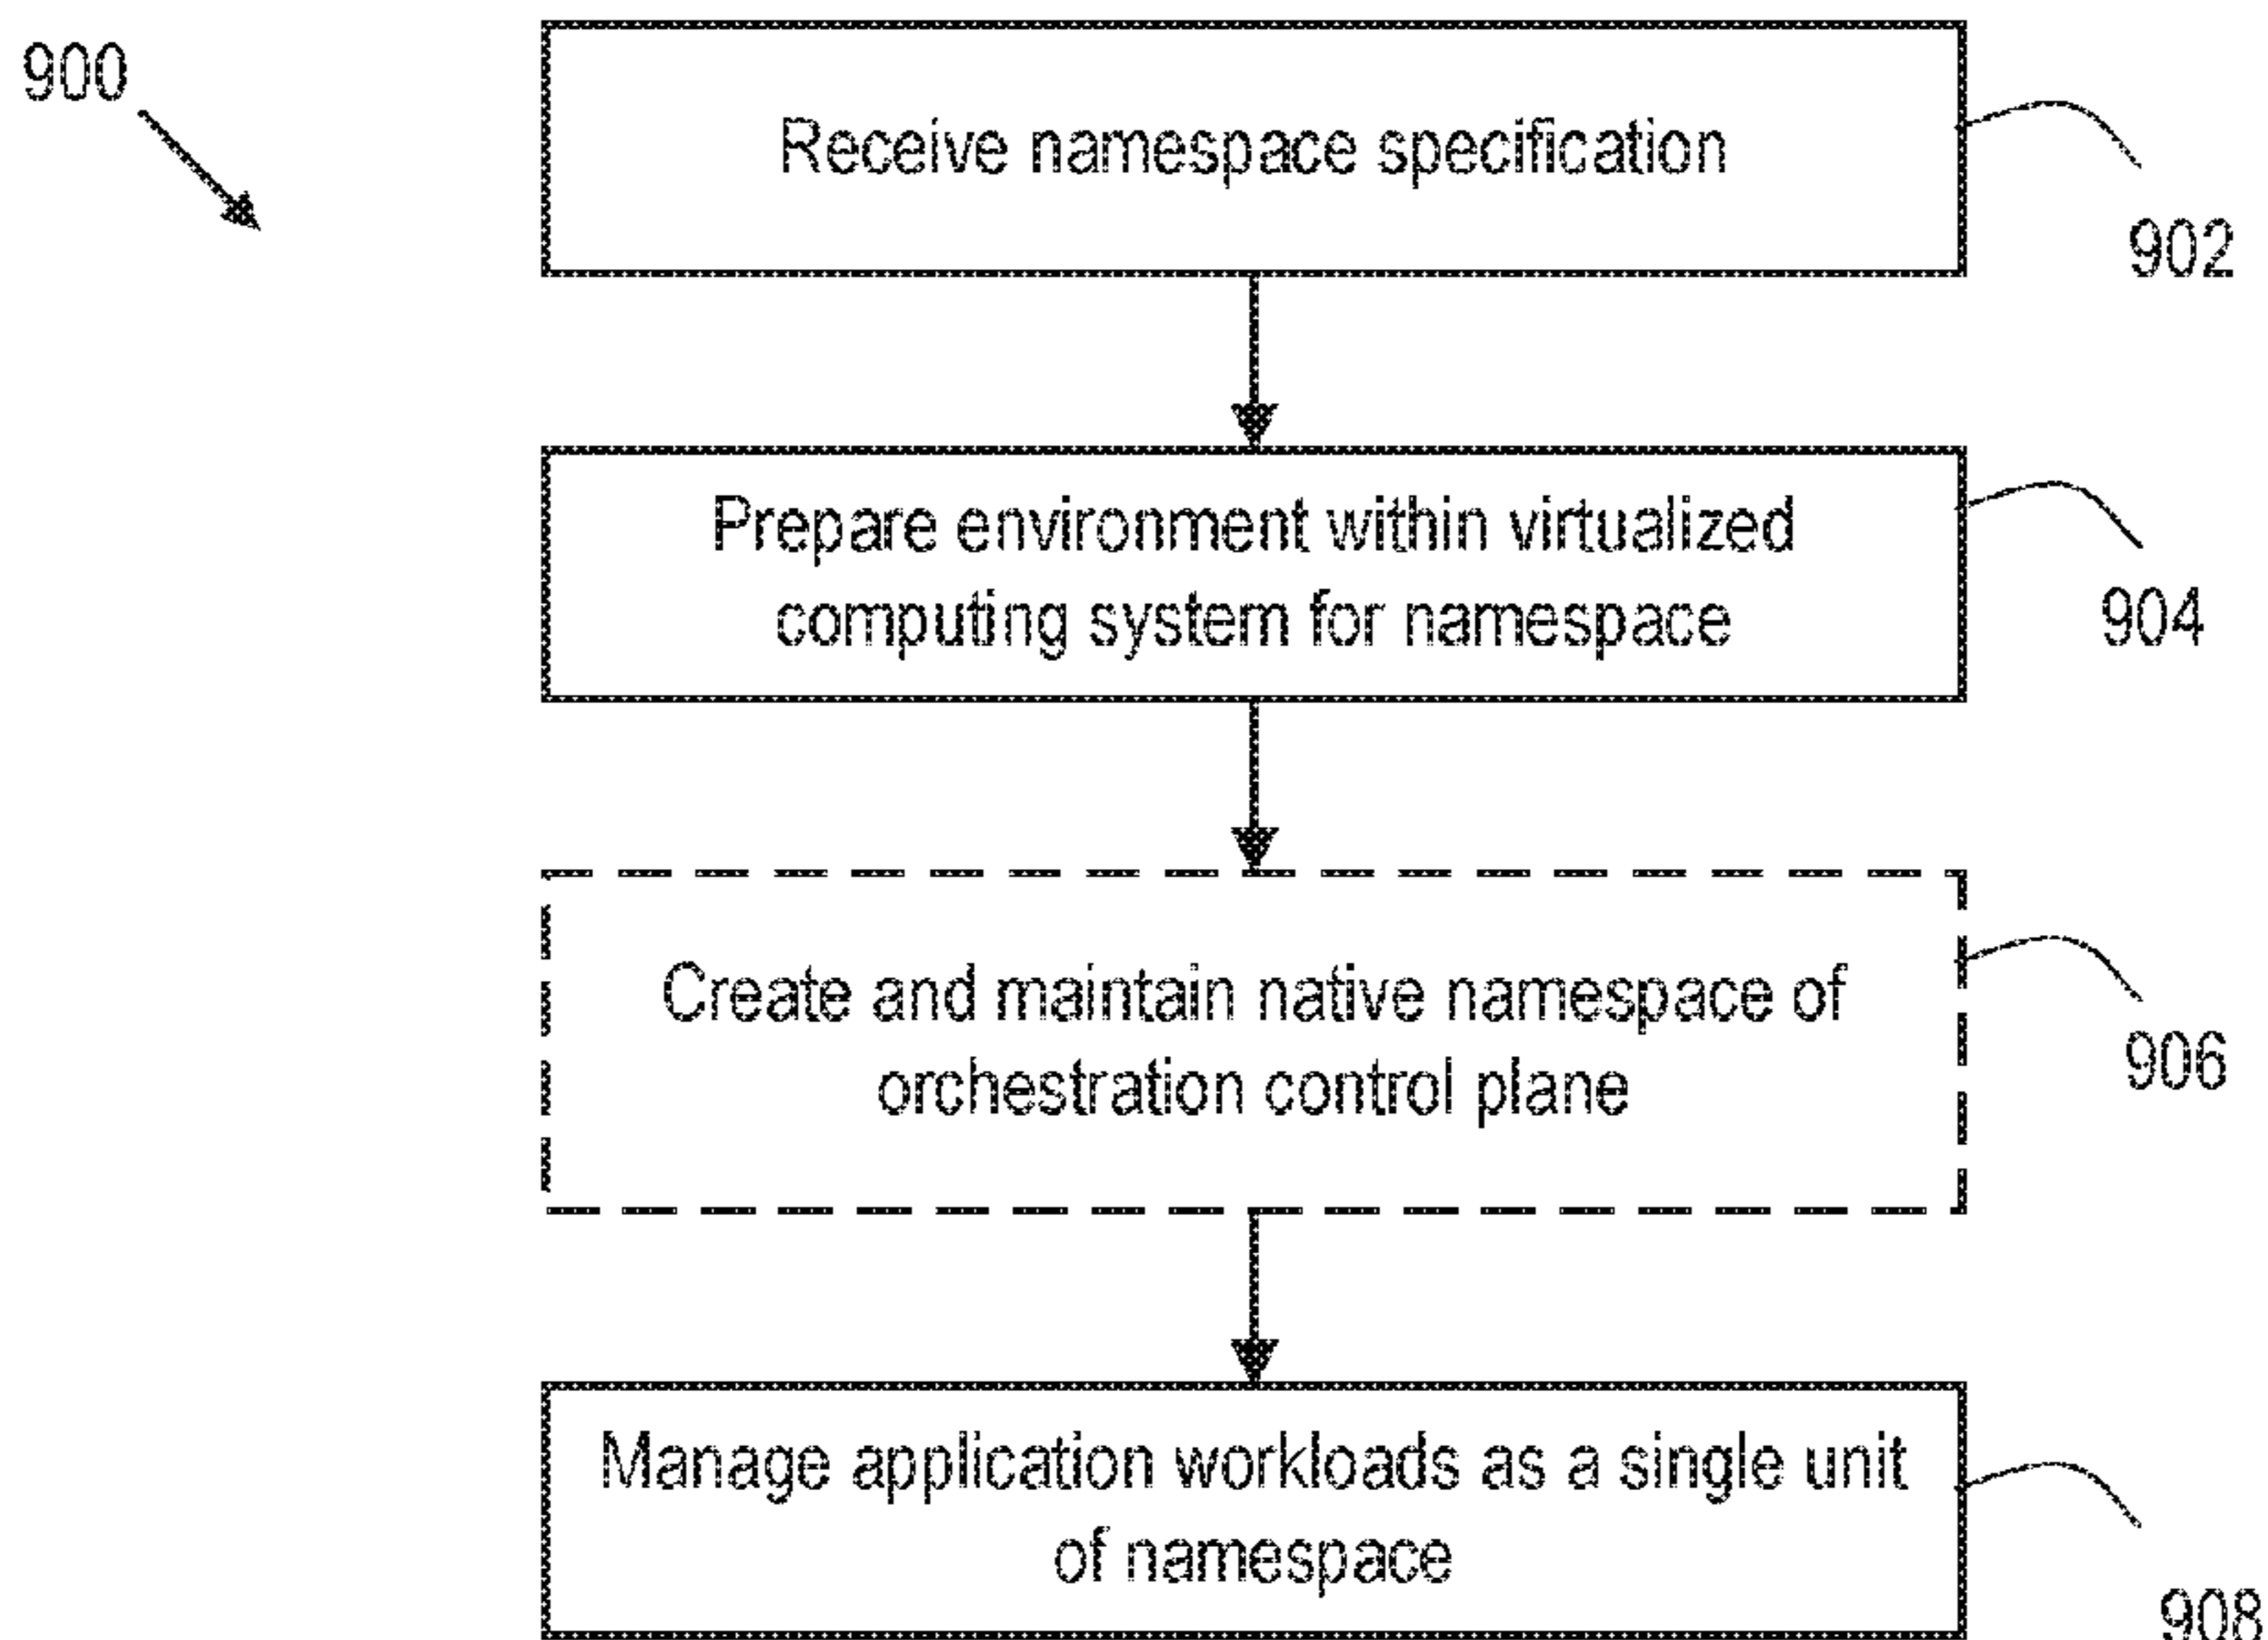 900
Receive namespace specification
902
Prepare environment within virtualized
computing system for namespace
904
Create and maintain native namespace of
orchestration control plane
906
Manage application workloads as a single unit
of namespace
908